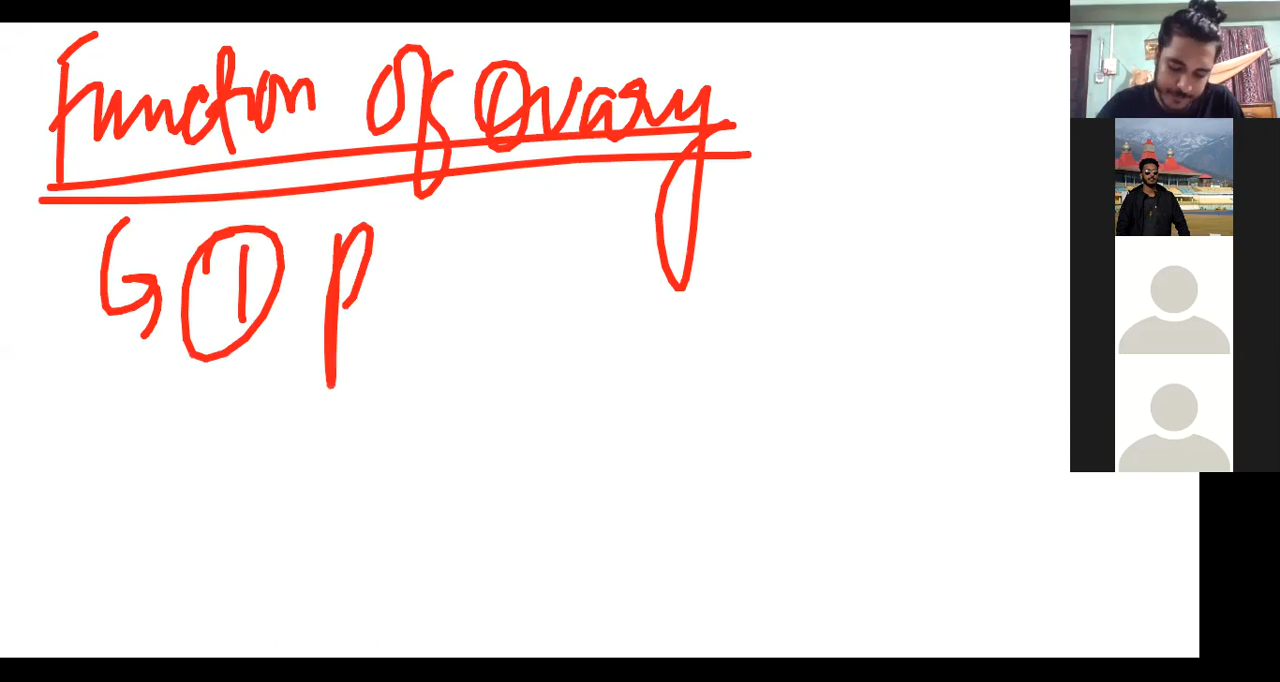 Function Of Ovary
↳ ① P